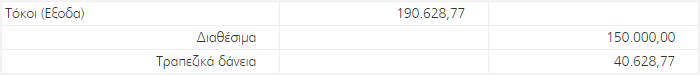 Τόκοι (Εξοδα) 190.628,77
Διαθέσιμα 150.000,00
Τραπεζικά δάνεια 40.628,77